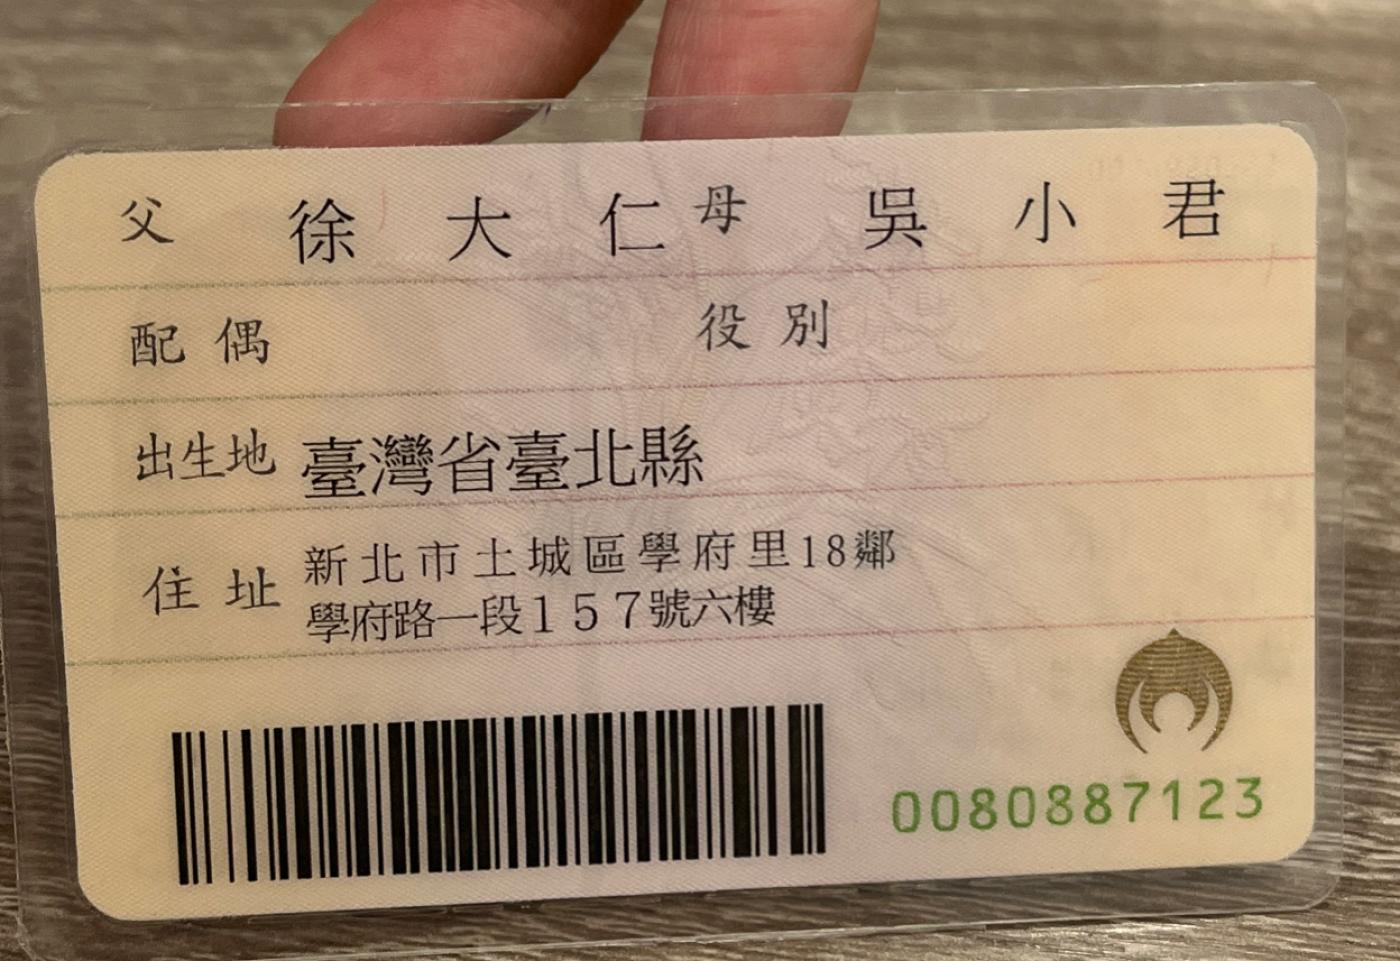 父 徐大仁 母 吳小君
配偶 役別
出生地 臺灣省臺北縣
住址 新北市土城區學府里18鄰
學府路一段157號六樓
0080887123